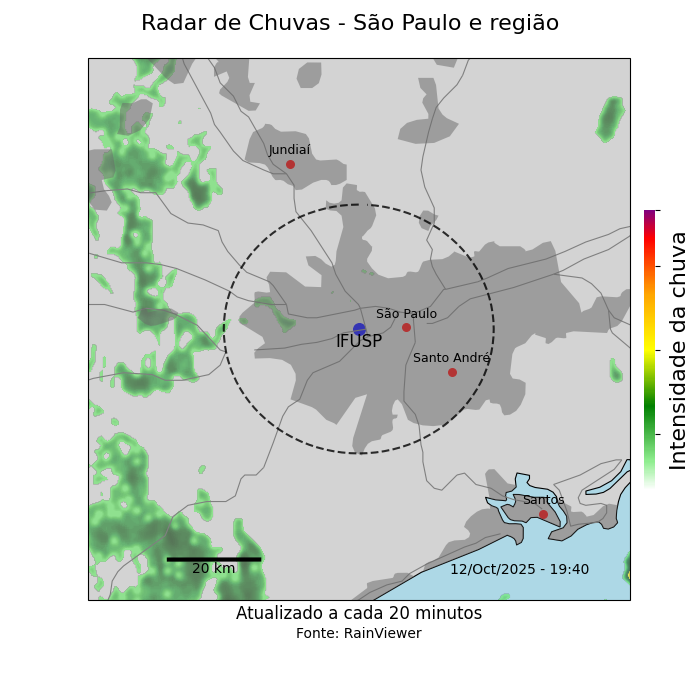 Radar de Chuvas - São Paulo e região
Jundiaí
São Paulo
IFUSP
Santo André
Santos
20 km
12/Oct/2025 - 19:40
Intensidade da chuva
Atualizado a cada 20 minutos
Fonte: RainViewer